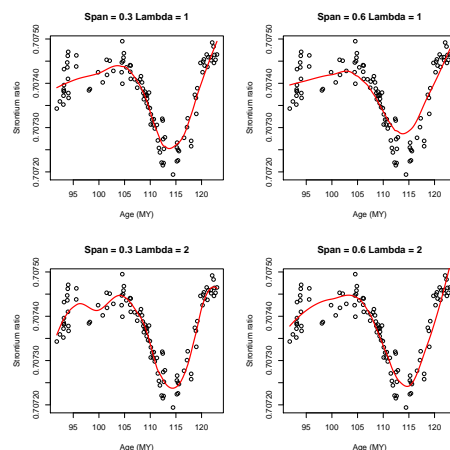 Span = 0.3 Lambda = 1
Strontium ratio
0.70720 0.70730 0.70740 0.70750
95 100 105 110 115 120
Age (MY)
Span = 0.6 Lambda = 1
Strontium ratio
0.70720 0.70730 0.70740 0.70750
95 100 105 110 115 120
Age (MY)
Span = 0.3 Lambda = 2
Strontium ratio
0.70720 0.70730 0.70740 0.70750
95 100 105 110 115 120
Age (MY)
Span = 0.6 Lambda = 2
Strontium ratio
0.70720 0.70730 0.70740 0.70750
95 100 105 110 115 120
Age (MY)